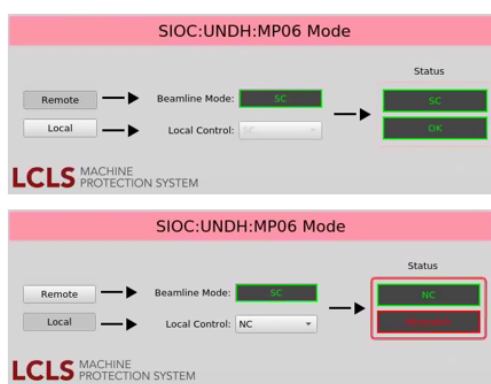 SIOC:UNDH:MP06 Mode
Status
Remote Beamline Mode: SC SC
Local Local Control: SC OK
LCLS MACHINE PROTECTION SYSTEM
SIOC:UNDH:MP06 Mode
Status
Remote Beamline Mode: SC NC
Local Local Control: NC
LCLS MACHINE PROTECTION SYSTEM